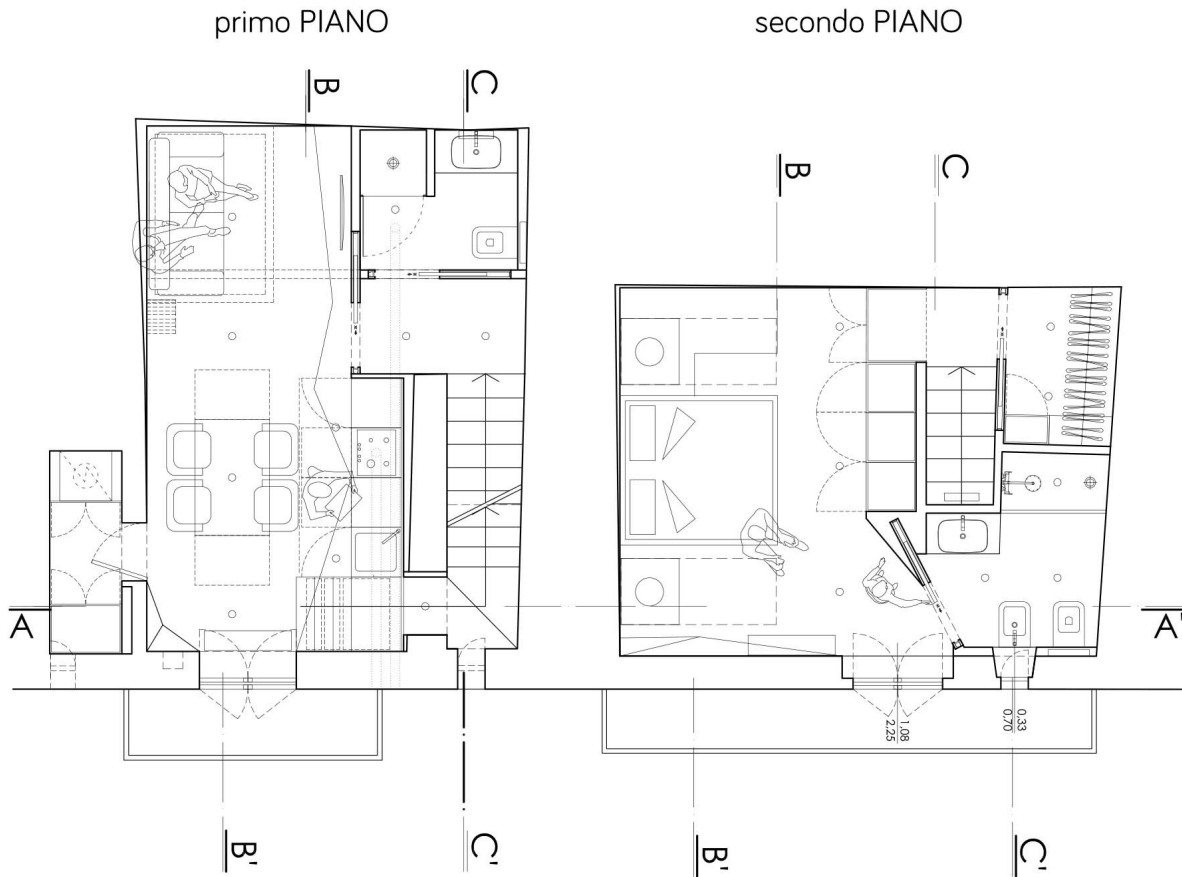 primo PIANO
secondo PIANO
B
C
B
C
A
A'
1,08
2,25
0,33
0,70
B'
C'
B'
C'